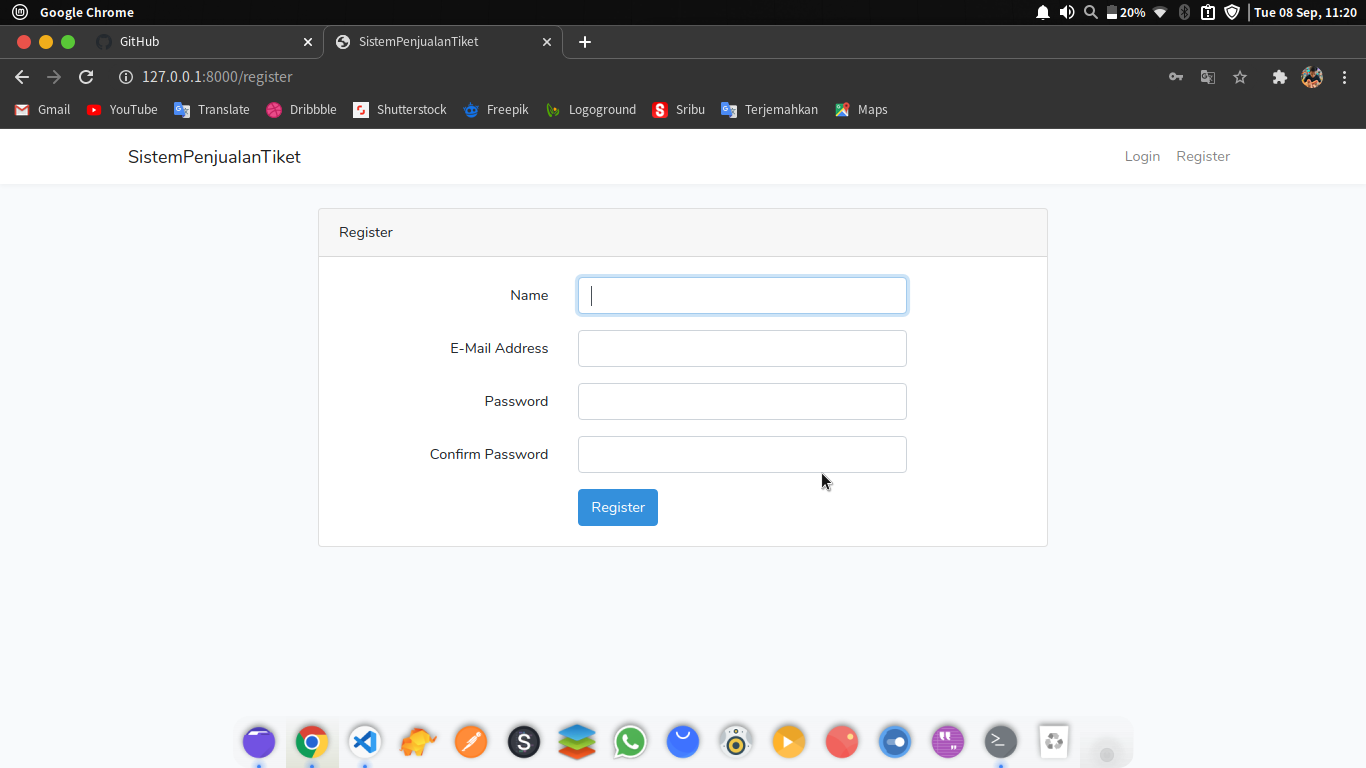 Google Chrome 20% Tue 08 Sep, 11:20
GitHub SistemPenjualanTiket
127.0.0.1:8000/register
Gmail YouTube Translate Dribbble Shutterstock Freepik Logoground Sribu Terjemahkan Maps
SistemPenjualanTiket Login Register
Register
Name
E-Mail Address
Password
Confirm Password
Register